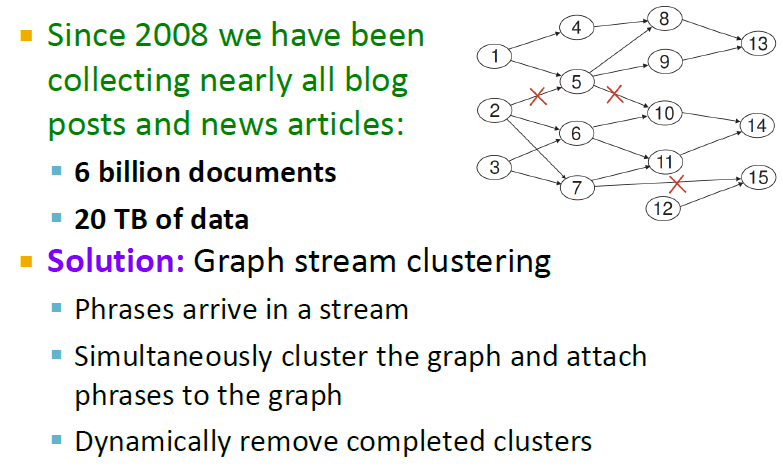 Since 2008 we have been
collecting nearly all blog
posts and news articles:
6 billion documents
20 TB of data
Solution: Graph stream clustering
Phrases arrive in a stream
Simultaneously cluster the graph and attach
phrases to the graph
Dynamically remove completed clusters
1
2
3
4
5
6
7
8
9
10
11
12
13
14
15